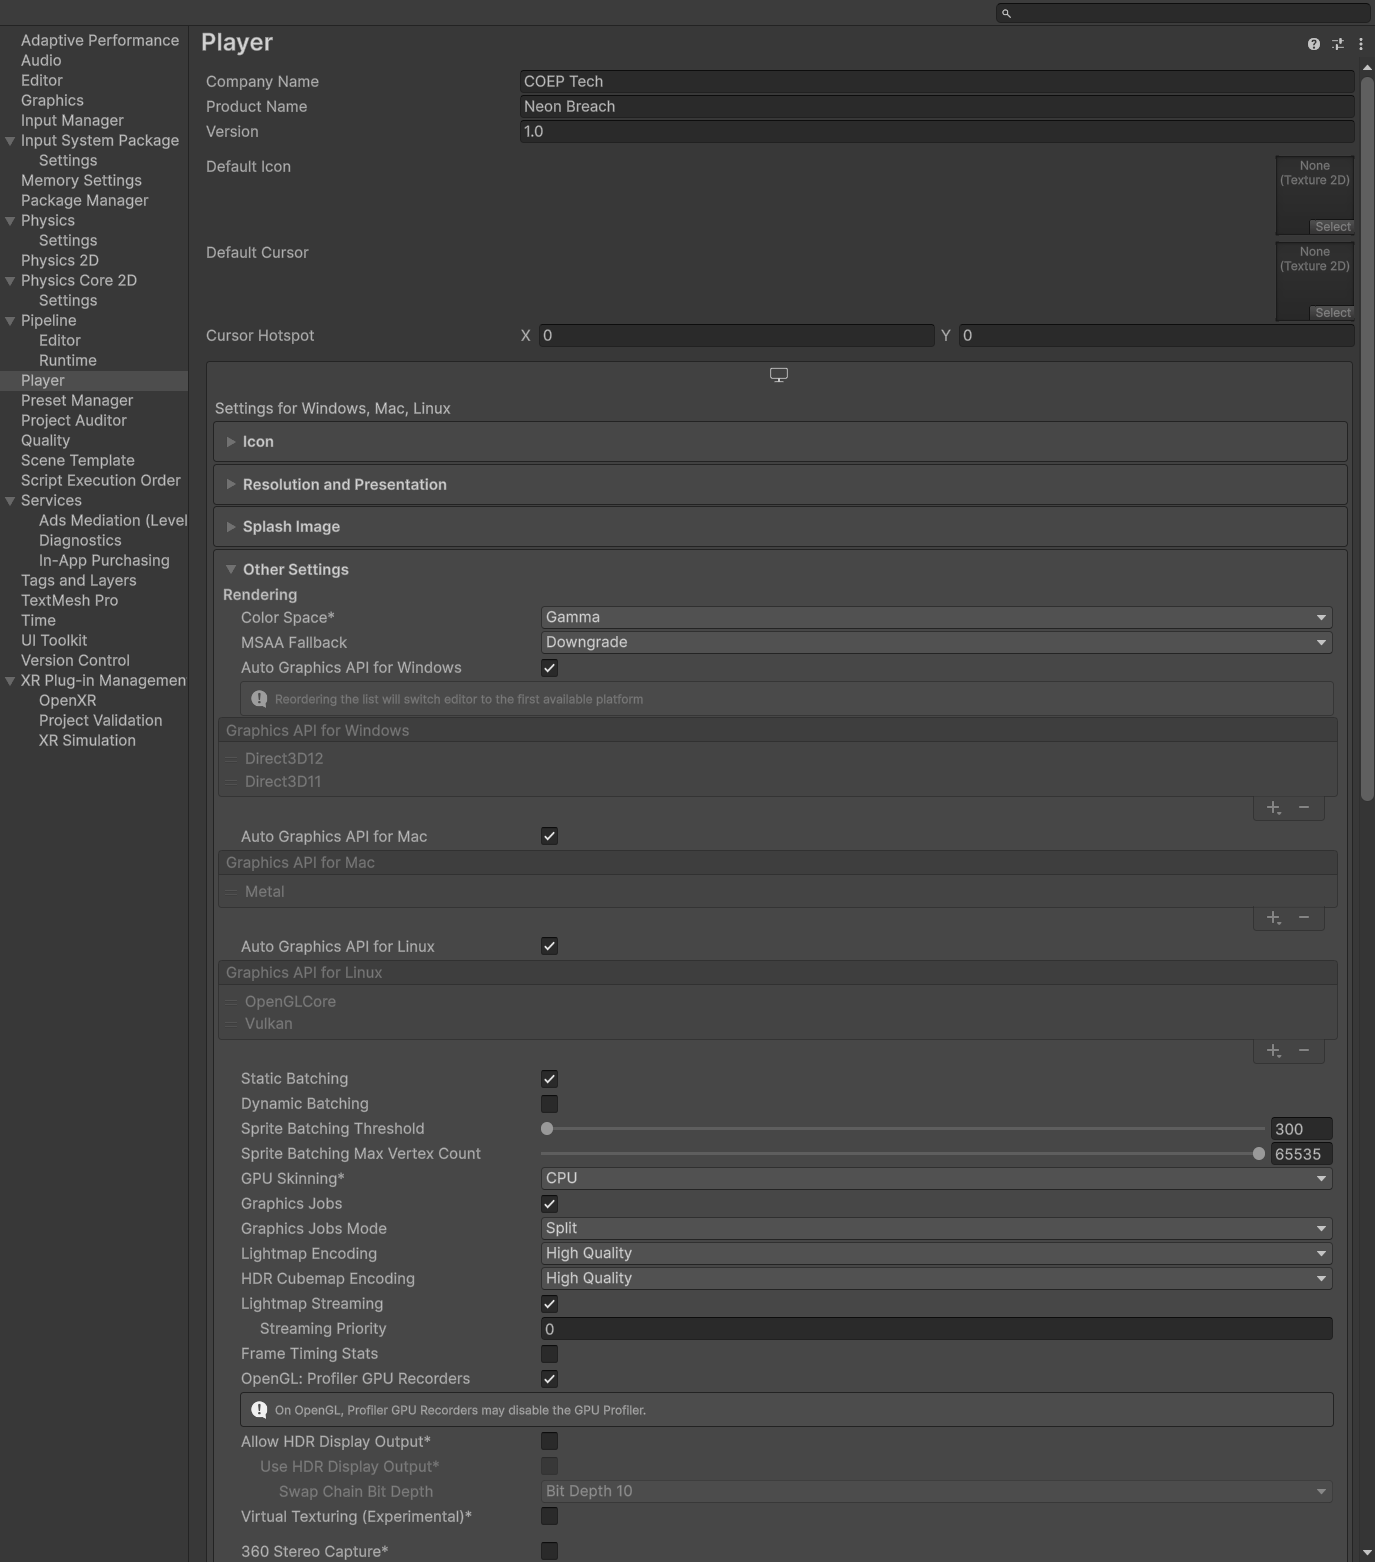 Adaptive Performance
Audio
Editor
Graphics
Input Manager
Input System Package
Settings
Memory Settings
Package Manager
Physics
Settings
Physics 2D
Physics Core 2D
Settings
Pipeline
Editor
Runtime
Player
Preset Manager
Project Auditor
Quality
Scene Template
Script Execution Order
Services
Ads Mediation (Level
Diagnostics
In-App Purchasing
Tags and Layers
TextMesh Pro
Time
UI Toolkit
Version Control
XR Plug-in Managemen
OpenXR
Project Validation
XR Simulation
Player
Company Name COEP Tech
Product Name Neon Breach
Version 1.0
Default Icon
None
(Texture 2D)
Select
Default Cursor
None
(Texture 2D)
Select
Cursor Hotspot X 0 Y 0
Settings for Windows, Mac, Linux
Icon
Resolution and Presentation
Splash Image
Other Settings
Rendering
Color Space* Gamma
MSAA Fallback Downgrade
Auto Graphics API for Windows
Reordering the list will switch editor to the first available platform
Graphics API for Windows
Direct3D12
Direct3D11
Auto Graphics API for Mac
Graphics API for Mac
Metal
Auto Graphics API for Linux
Graphics API for Linux
OpenGLCore
Vulkan
Static Batching
Dynamic Batching
Sprite Batching Threshold 300
Sprite Batching Max Vertex Count 65535
GPU Skinning* CPU
Graphics Jobs
Graphics Jobs Mode Split
Lightmap Encoding High Quality
HDR Cubemap Encoding High Quality
Lightmap Streaming
Streaming Priority 0
Frame Timing Stats
OpenGL: Profiler GPU Recorders
On OpenGL, Profiler GPU Recorders may disable the GPU Profiler.
Allow HDR Display Output*
Use HDR Display Output*
Swap Chain Bit Depth Bit Depth 10
Virtual Texturing (Experimental)*
360 Stereo Capture*